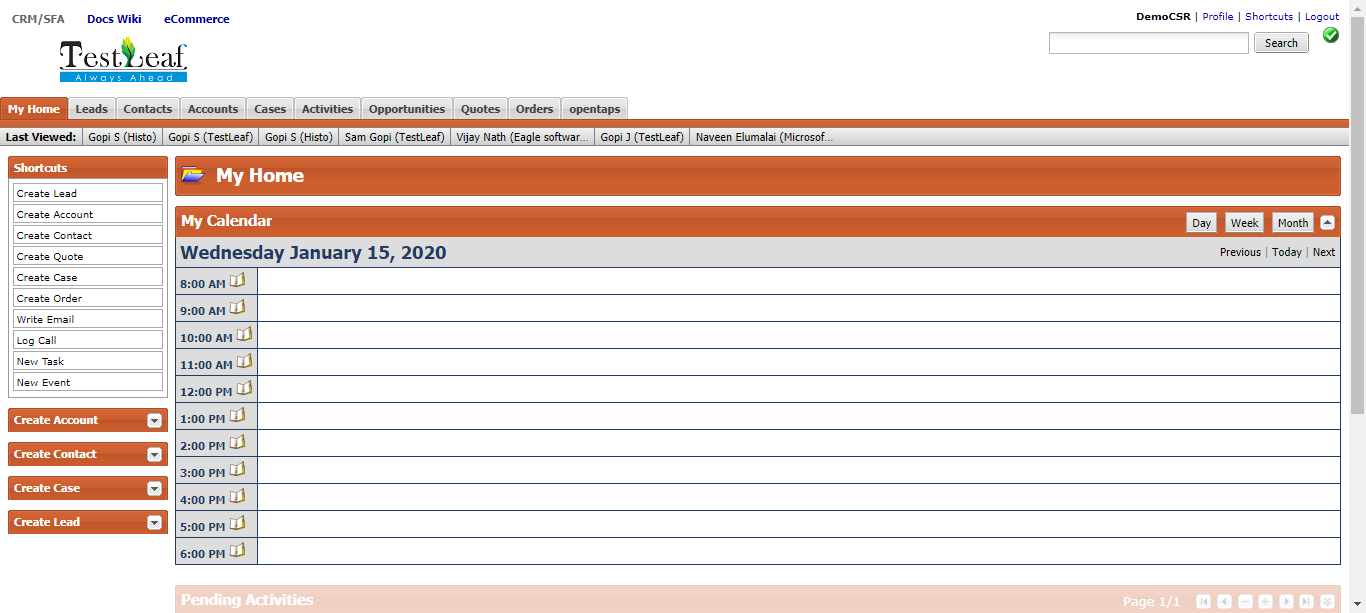 CRM/SFA Docs Wiki eCommerce
DemoCSR | Profile | Shortcuts | Logout
TestLeaf
Always Ahead
Search
My Home Leads Contacts Accounts Cases Activities Opportunities Quotes Orders opentaps
Last Viewed: Gopi S (Histo) Gopi S (TestLeaf) Gopi S (Histo) Sam Gopi (TestLeaf) Vijay Nath (Eagle softwar... Gopi J (TestLeaf) Naveen Elumalai (Microsof...
Shortcuts
Create Lead
Create Account
Create Contact
Create Quote
Create Case
Create Order
Write Email
Log Call
New Task
New Event
Create Account
Create Contact
Create Case
Create Lead
My Home
My Calendar
Day Week Month
Wednesday January 15, 2020
Previous | Today | Next
8:00 AM
9:00 AM
10:00 AM
11:00 AM
12:00 PM
1:00 PM
2:00 PM
3:00 PM
4:00 PM
5:00 PM
6:00 PM
Pending Activities
Page 1/1